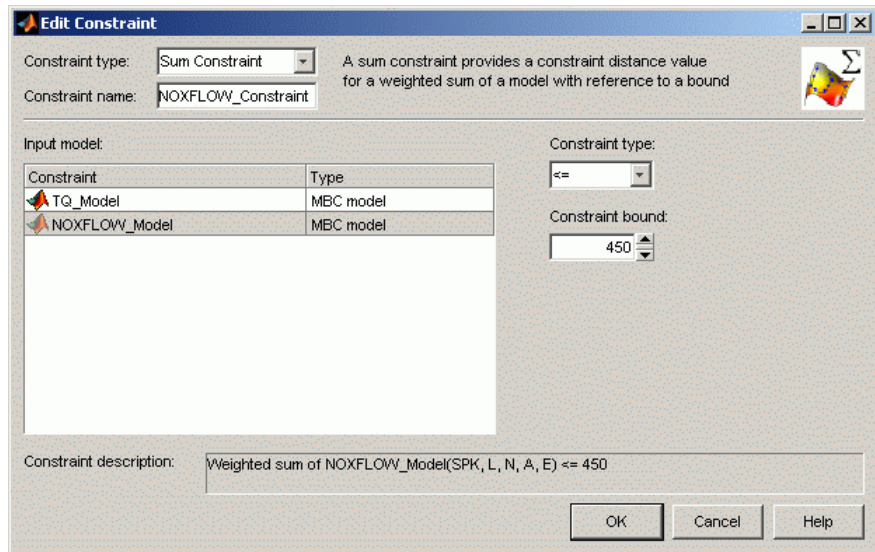 Edit Constraint
Constraint type: Sum Constraint
A sum constraint provides a constraint distance value
for a weighted sum of a model with reference to a bound
Σ
Constraint name: NOXFLOW_Constraint
Input model:
Constraint type:
Constraint Type
<=
TQ_Model MBC model
NOXFLOW_Model MBC model
Constraint bound:
450
Constraint description: Weighted sum of NOXFLOW_Model(SPK, L, N, A, E) <= 450
OK Cancel Help